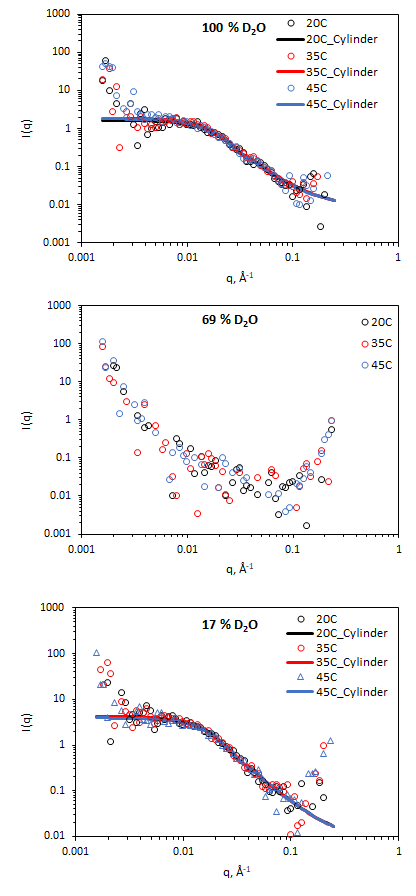 100 % D₂O
20C
20C_Cylinder
35C
35C_Cylinder
45C
45C_Cylinder
1000
100
10
1
0.1
0.01
0.001
I(q)
0.001
0.01
0.1
1
q, Å⁻¹
69 % D₂O
20C
35C
45C
1000
100
10
1
0.1
0.01
0.001
I(q)
0.001
0.01
0.1
1
q, Å⁻¹
17 % D₂O
20C
20C_Cylinder
35C
35C_Cylinder
45C
45C_Cylinder
1000
100
10
1
0.1
0.01
I(q)
0.001
0.01
0.1
1
q, Å⁻¹